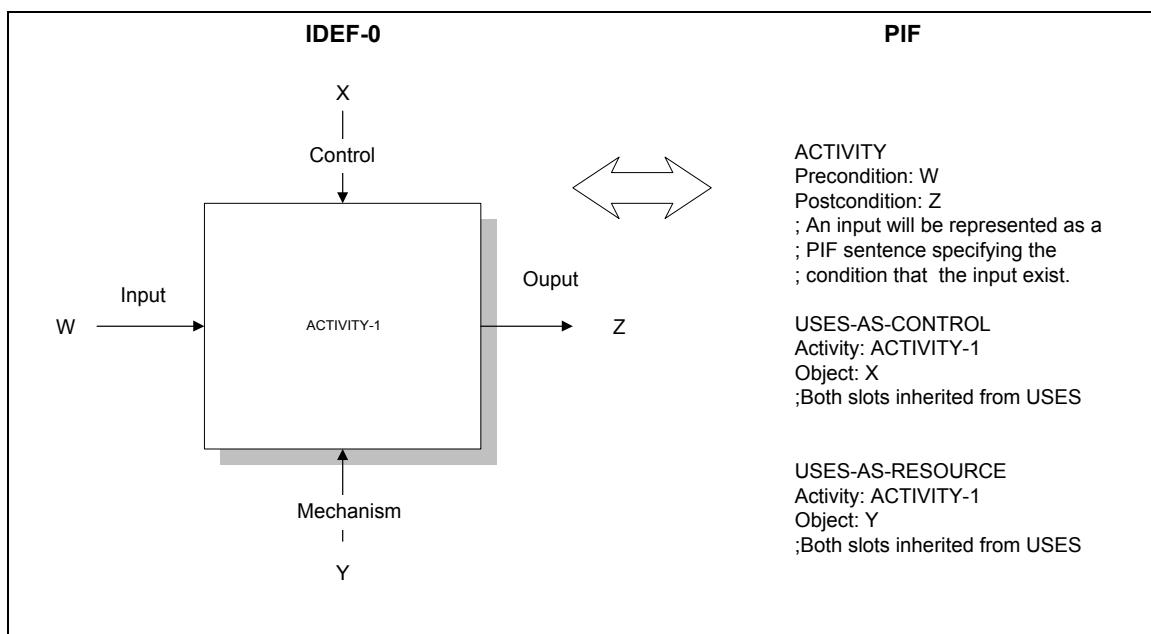 IDEF-0
X
Control
Input
W
ACTIVITY-1
Ouput
Z
Mechanism
Y
PIF
ACTIVITY
Precondition: W
Postcondition: Z
; An input will be represented as a
; PIF sentence specifying the
; condition that the input exist.
USES-AS-CONTROL
Activity: ACTIVITY-1
Object: X
;Both slots inherited from USES
USES-AS-RESOURCE
Activity: ACTIVITY-1
Object: Y
;Both slots inherited from USES